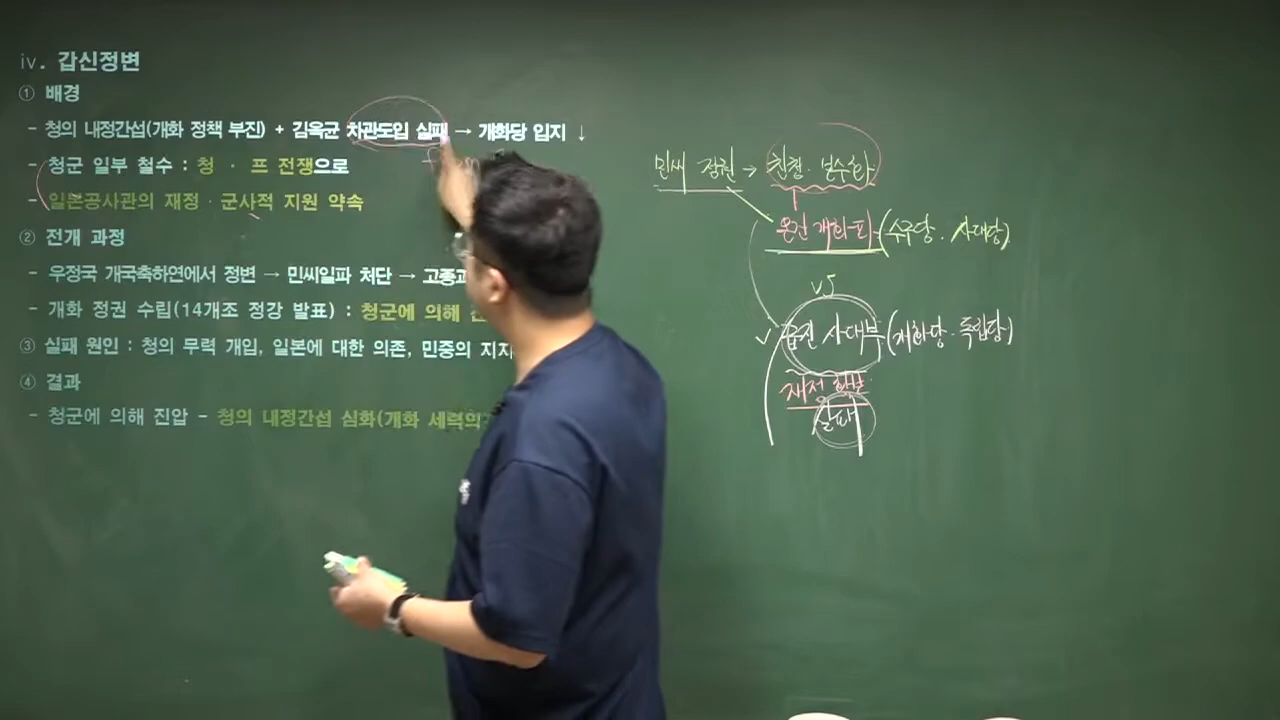 iv. 갑신정변
① 배경
- 청의 내정간섭(개화 정책 부진) + 김옥균 차관도입 실패 → 개화당 입지 ↓
- 청군 일부 철수 : 청 · 프 전쟁으로
- 일본공사관의 재정 · 군사적 지원 약속
② 전개 과정
- 우정국 개국축하연에서 정변 → 민씨일파 처단 → 고종
- 개화 정권 수립(14개조 정강 발표) : 청군에 의해
③ 실패 원인 : 청의 무력 개입, 일본에 대한 의존, 민중의
④ 결과
- 청군에 의해 진압 - 청의 내정간섭 심화(개화 세력의
민씨 정권 → 친청 · 보수화
온건 개화파 (수구당 · 사대당)
vs
급진 사대부 (개화당 · 독립당)
재정 확보
실패